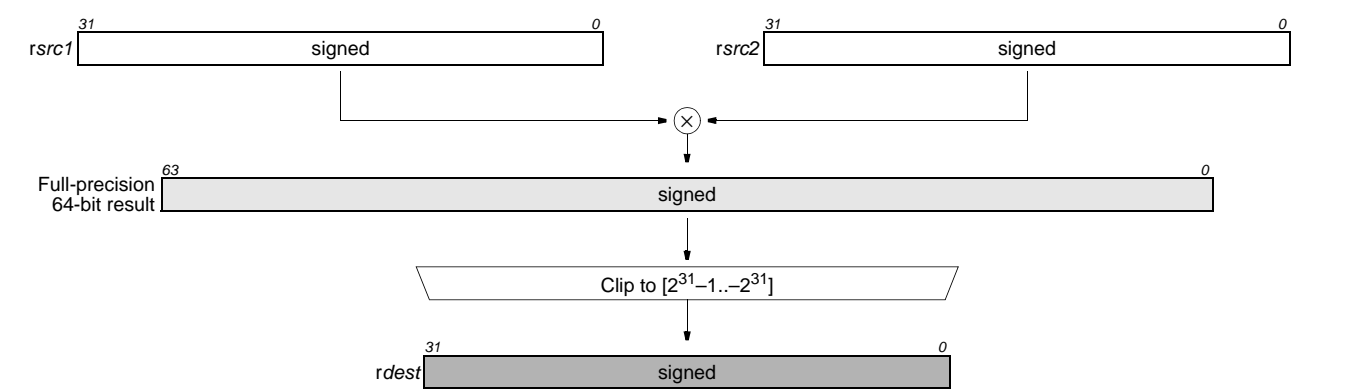 31 0 31 0
rsrc1 signed rsrc2 signed
×
63 0
Full-precision
64-bit result signed
Clip to [2³¹–1..–2³¹]
31 0
rdest signed